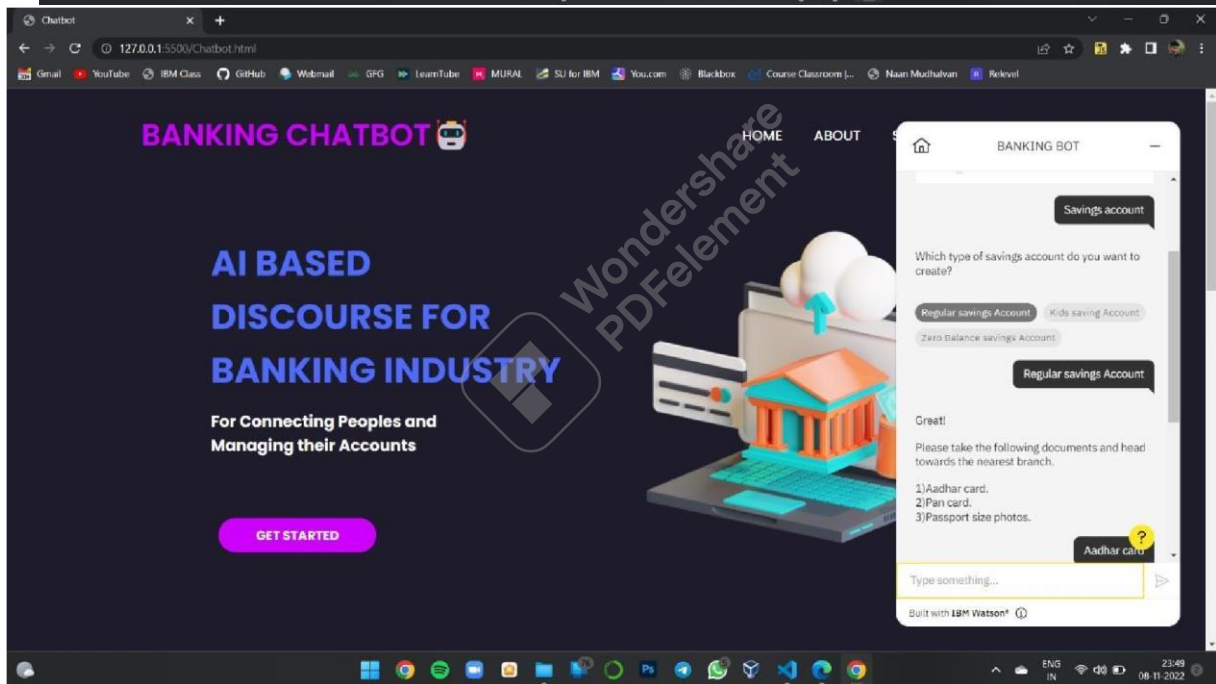 Chatbot
127.0.0.1:5500/Chatbot.html
Gmail YouTube IBM Class GitHub Webmail GFG LearnTube MURAL SLI for IBM You.com Blackbox Course Classroom |... Naan Mudhalvan Relevel
BANKING CHATBOT
HOME ABOUT S
AI BASED
DISCOURSE FOR
BANKING INDUSTRY
For Connecting Peoples and
Managing their Accounts
GET STARTED
BANKING BOT
Savings account
Which type of savings account do you want to
create?
Regular savings Account Kids saving Account
Zero Balance savings Account
Regular savings Account
Great!
Please take the following documents and head
towards the nearest branch.
1)Aadhar card.
2)Pan card.
3)Passport size photos.
?
Aadhar card
Type something...
Built with IBM Watson®
Wondershare
PDFelement
Ps
ENG
IN
23:49
08-11-2022